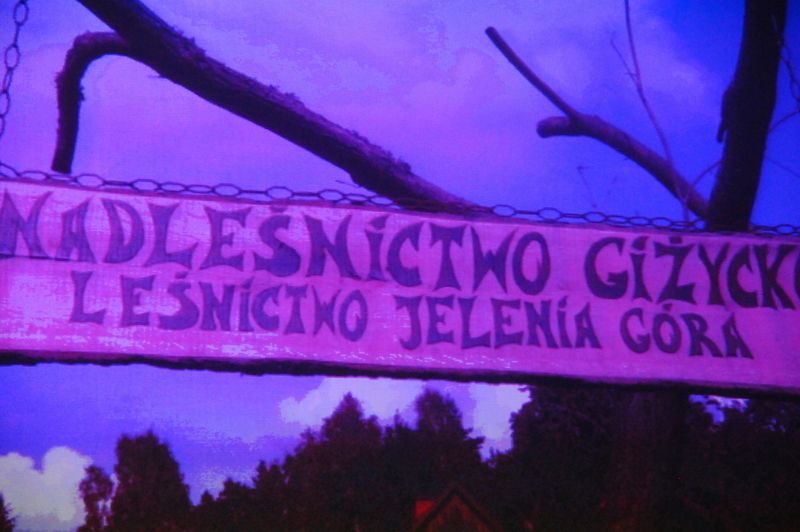 NADLEŚNICTWO GIŻYCKO
LEŚNICTWO JELENIA GÓRA